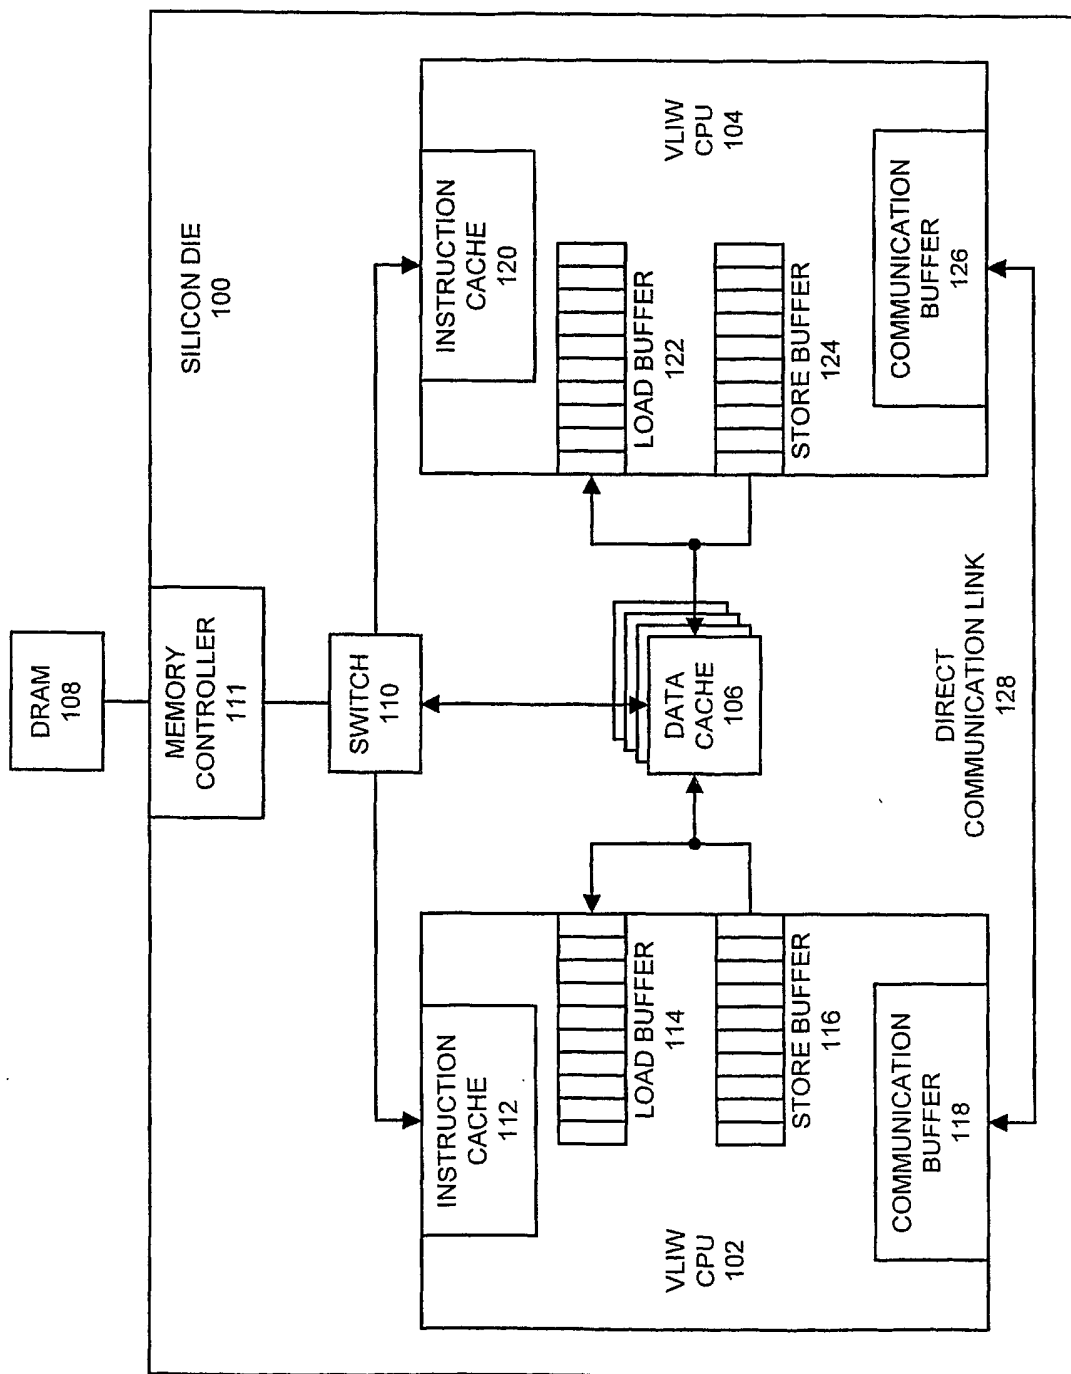 DRAM
108
SILICON DIE
100
MEMORY
CONTROLLER
111
SWITCH
110
INSTRUCTION
CACHE
112
LOAD BUFFER
114
STORE BUFFER
116
VLIW
CPU
102
COMMUNICATION
BUFFER
118
DATA
CACHE
106
INSTRUCTION
CACHE
120
LOAD BUFFER
122
STORE BUFFER
124
VLIW
CPU
104
COMMUNICATION
BUFFER
126
DIRECT
COMMUNICATION LINK
128